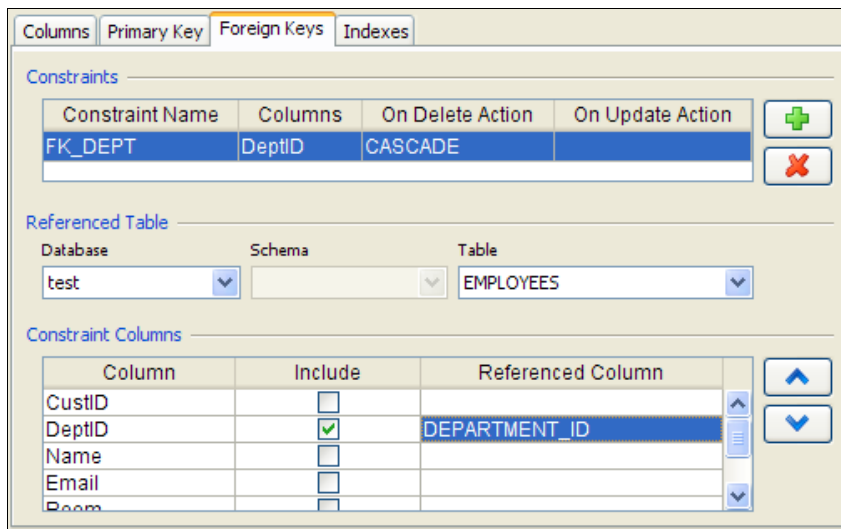 Columns Primary Key Foreign Keys Indexes
Constraints
Constraint Name Columns On Delete Action On Update Action
FK_DEPT DeptID CASCADE
Referenced Table
Database Schema Table
test EMPLOYEES
Constraint Columns
Column Include Referenced Column
CustID
DeptID DEPARTMENT_ID
Name
Email
Room